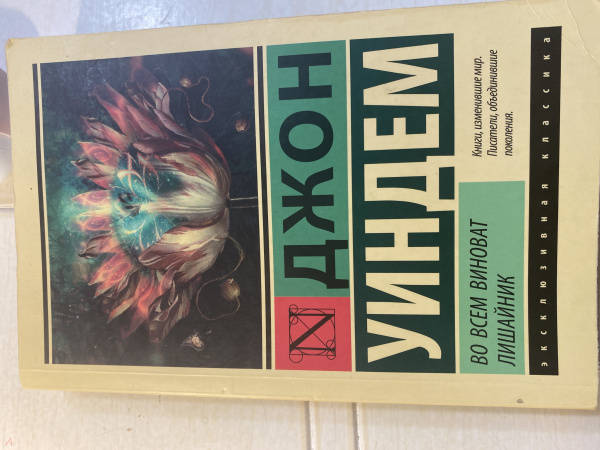 ДЖОН
УИНДЕМ
ВО ВСЕМ ВИНОВАТ
ЛИШАЙНИК
Книги, изменившие мир.
Писатели, объединившие
поколения.
эксклюзивная классика